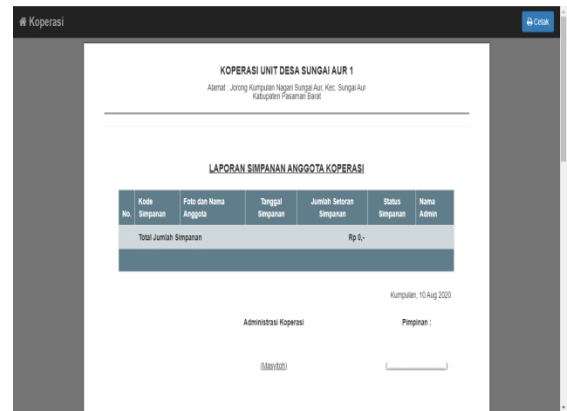 Koperasi
Cetak
KOPERASI UNIT DESA SUNGAI AUR 1
Alamat : Jorong Kumpulan Nagari Sungai Aur, Kec. Sungai Aur
Kabupaten Pasaman Barat
LAPORAN SIMPANAN ANGGOTA KOPERASI
No. Kode Simpanan Foto dan Nama Anggota Tanggal Simpanan Jumlah Setoran Simpanan Status Simpanan Nama Admin
Total Jumlah Simpanan Rp 0,-
Kumpulan, 10 Aug 2020
Administrasi Koperasi Pimpinan :
(Masyitoh) (____________________)